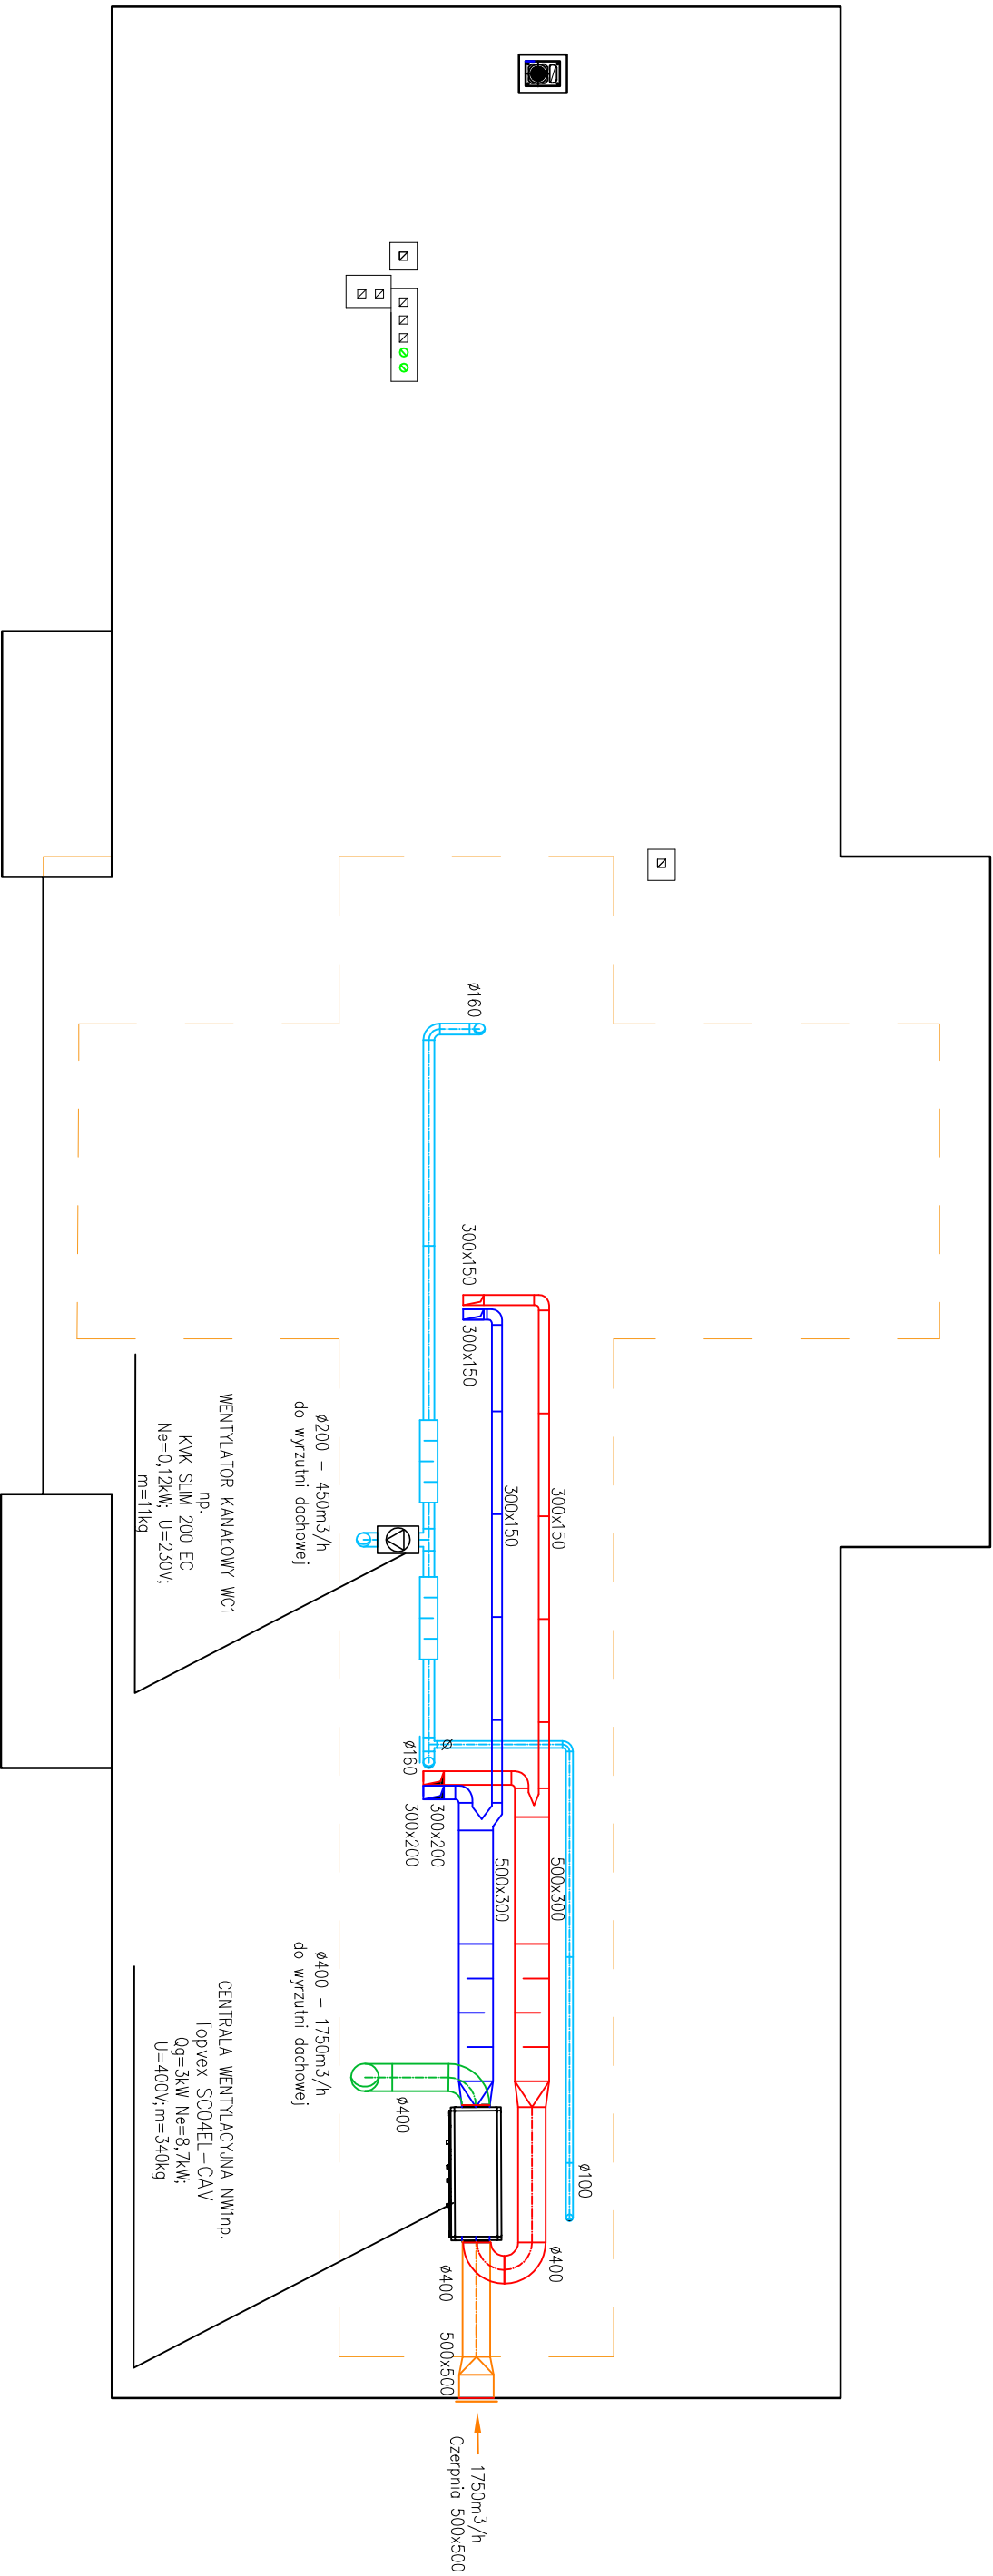 ø160
300x150
300x150
300x150
300x150
ø200 - 450m3/h
do wyrzutni dachowej
WENTYLATOR KANAŁOWY WC1
np.
KVK SLIM 200 EC
Ne=0,12kW; U=230V;
m=11kg
ø
ø160
300x200
300x200
500x300
500x300
ø400 - 1750m3/h
do wyrzutni dachowej
ø400
CENTRALA WENTYLACYJNA NW1np.
Topvex SC04EL-CAV
Qg=3kW Ne=8,7kW;
U=400V;m=340kg
ø100
ø400
ø400
500x500
1750m3/h
Czerpnia 500x500